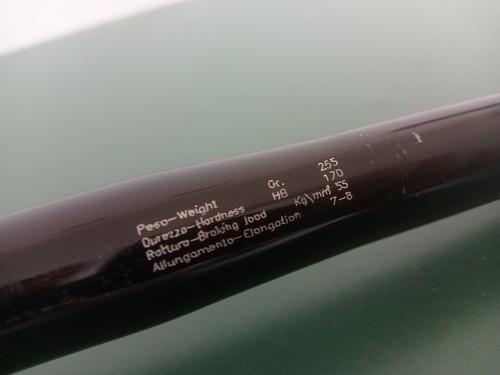 Peso-Weight Gr. 255
Durezza-Hardness HB 170
Rottura-Braking load Kg\mm² 55
Allungamento-Elongation 7-8